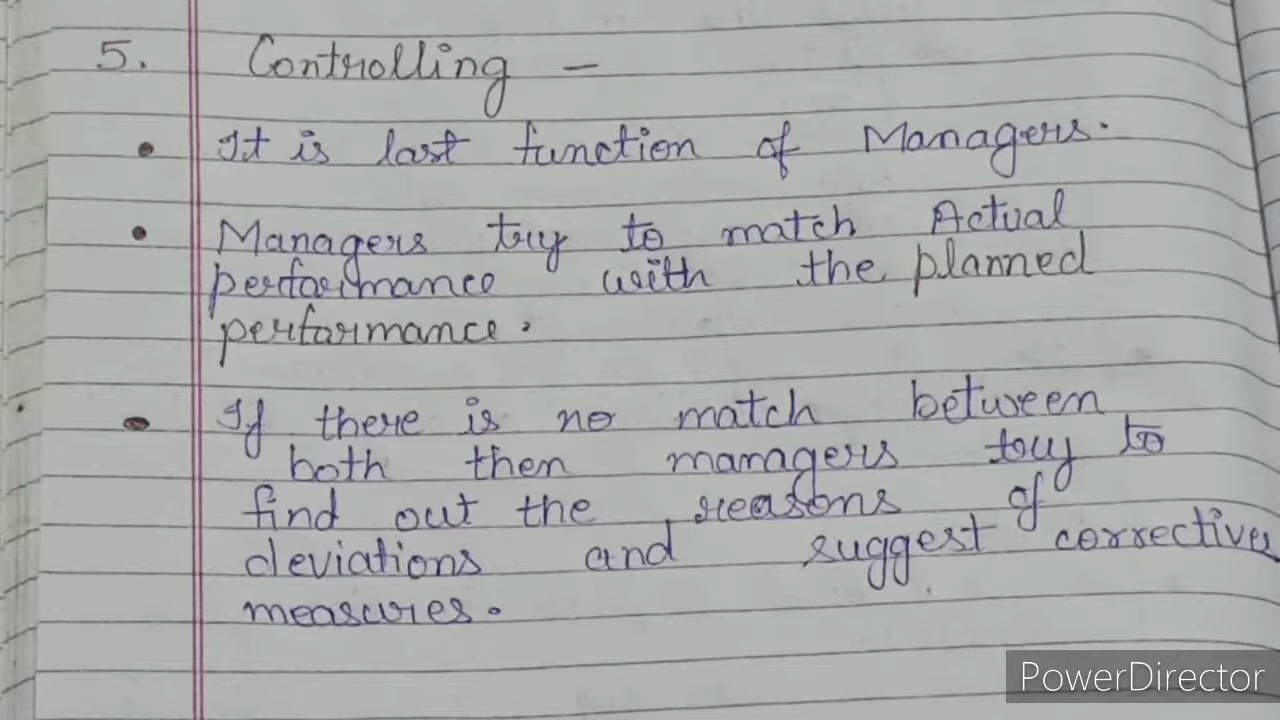 5. Controlling -
• It is last function of Managers.
• Managers try to match Actual
performance with the planned
performance.
• If there is no match between
both then managers try to
find out the reasons of
deviations and suggest corrective
measures.
PowerDirector